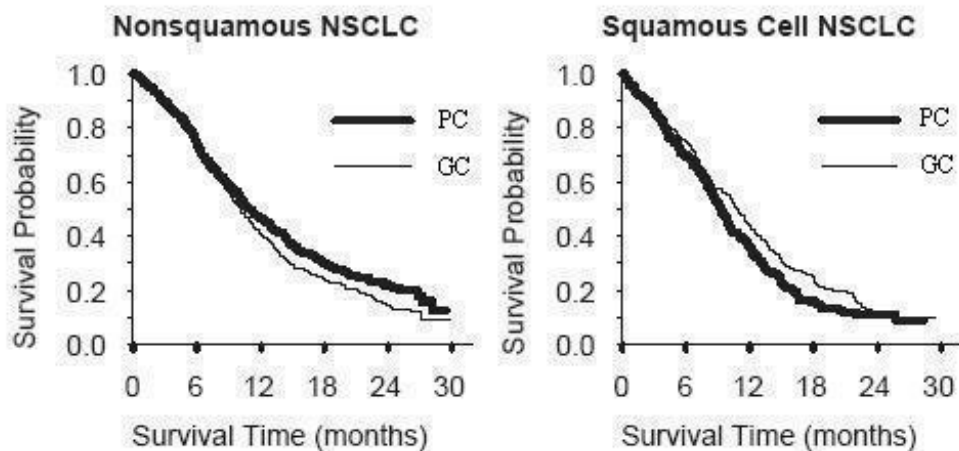 Nonsquamous NSCLC
Survival Probability
1.0
0.8
0.6
0.4
0.2
0.0
PC
GC
0 6 12 18 24 30
Survival Time (months)
Squamous Cell NSCLC
Survival Probability
1.0
0.8
0.6
0.4
0.2
0.0
PC
GC
0 6 12 18 24 30
Survival Time (months)